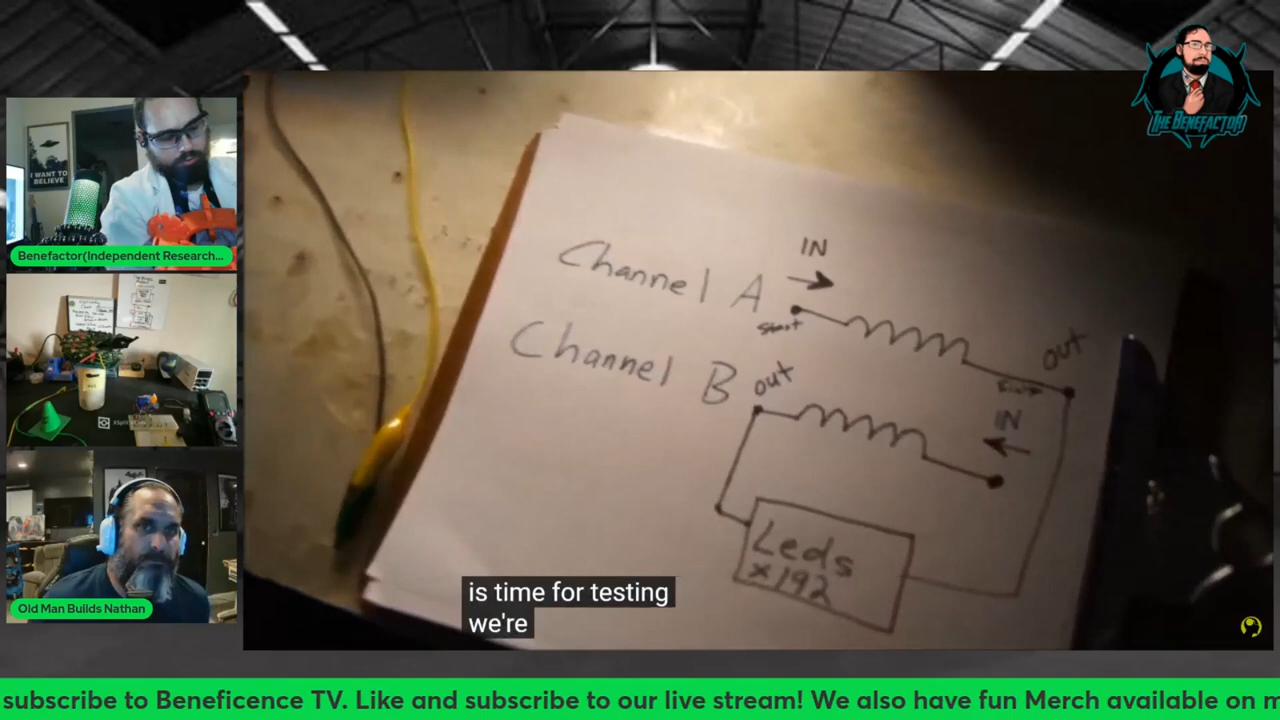 THE BENEFACTOR
I WANT TO
BELIEVE
Benefactor(Independent Research...
Old Man Builds Nathan
Channel A
IN
Start
out
Channel B
out
IN
Leds
x192
is time for testing
we're
subscribe to Beneficence TV. Like and subscribe to our live stream! We also have fun Merch available on